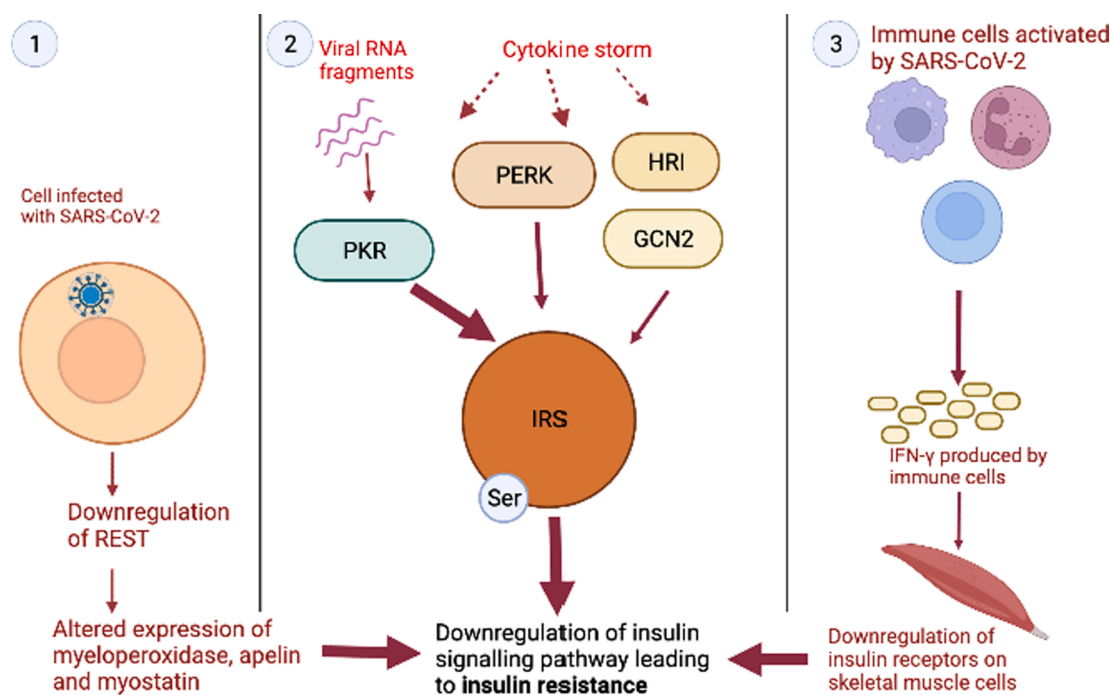 1
Cell infected
with SARS-CoV-2
Downregulation
of REST
Altered expression of
myeloperoxidase, apelin
and myostatin
2
Viral RNA
fragments
Cytokine storm
PKR
PERK
HRI
GCN2
IRS
Ser
Downregulation of insulin
signalling pathway leading
to insulin resistance
3
Immune cells activated
by SARS-CoV-2
IFN-γ produced by
immune cells
Downregulation of
insulin receptors on
skeletal muscle cells